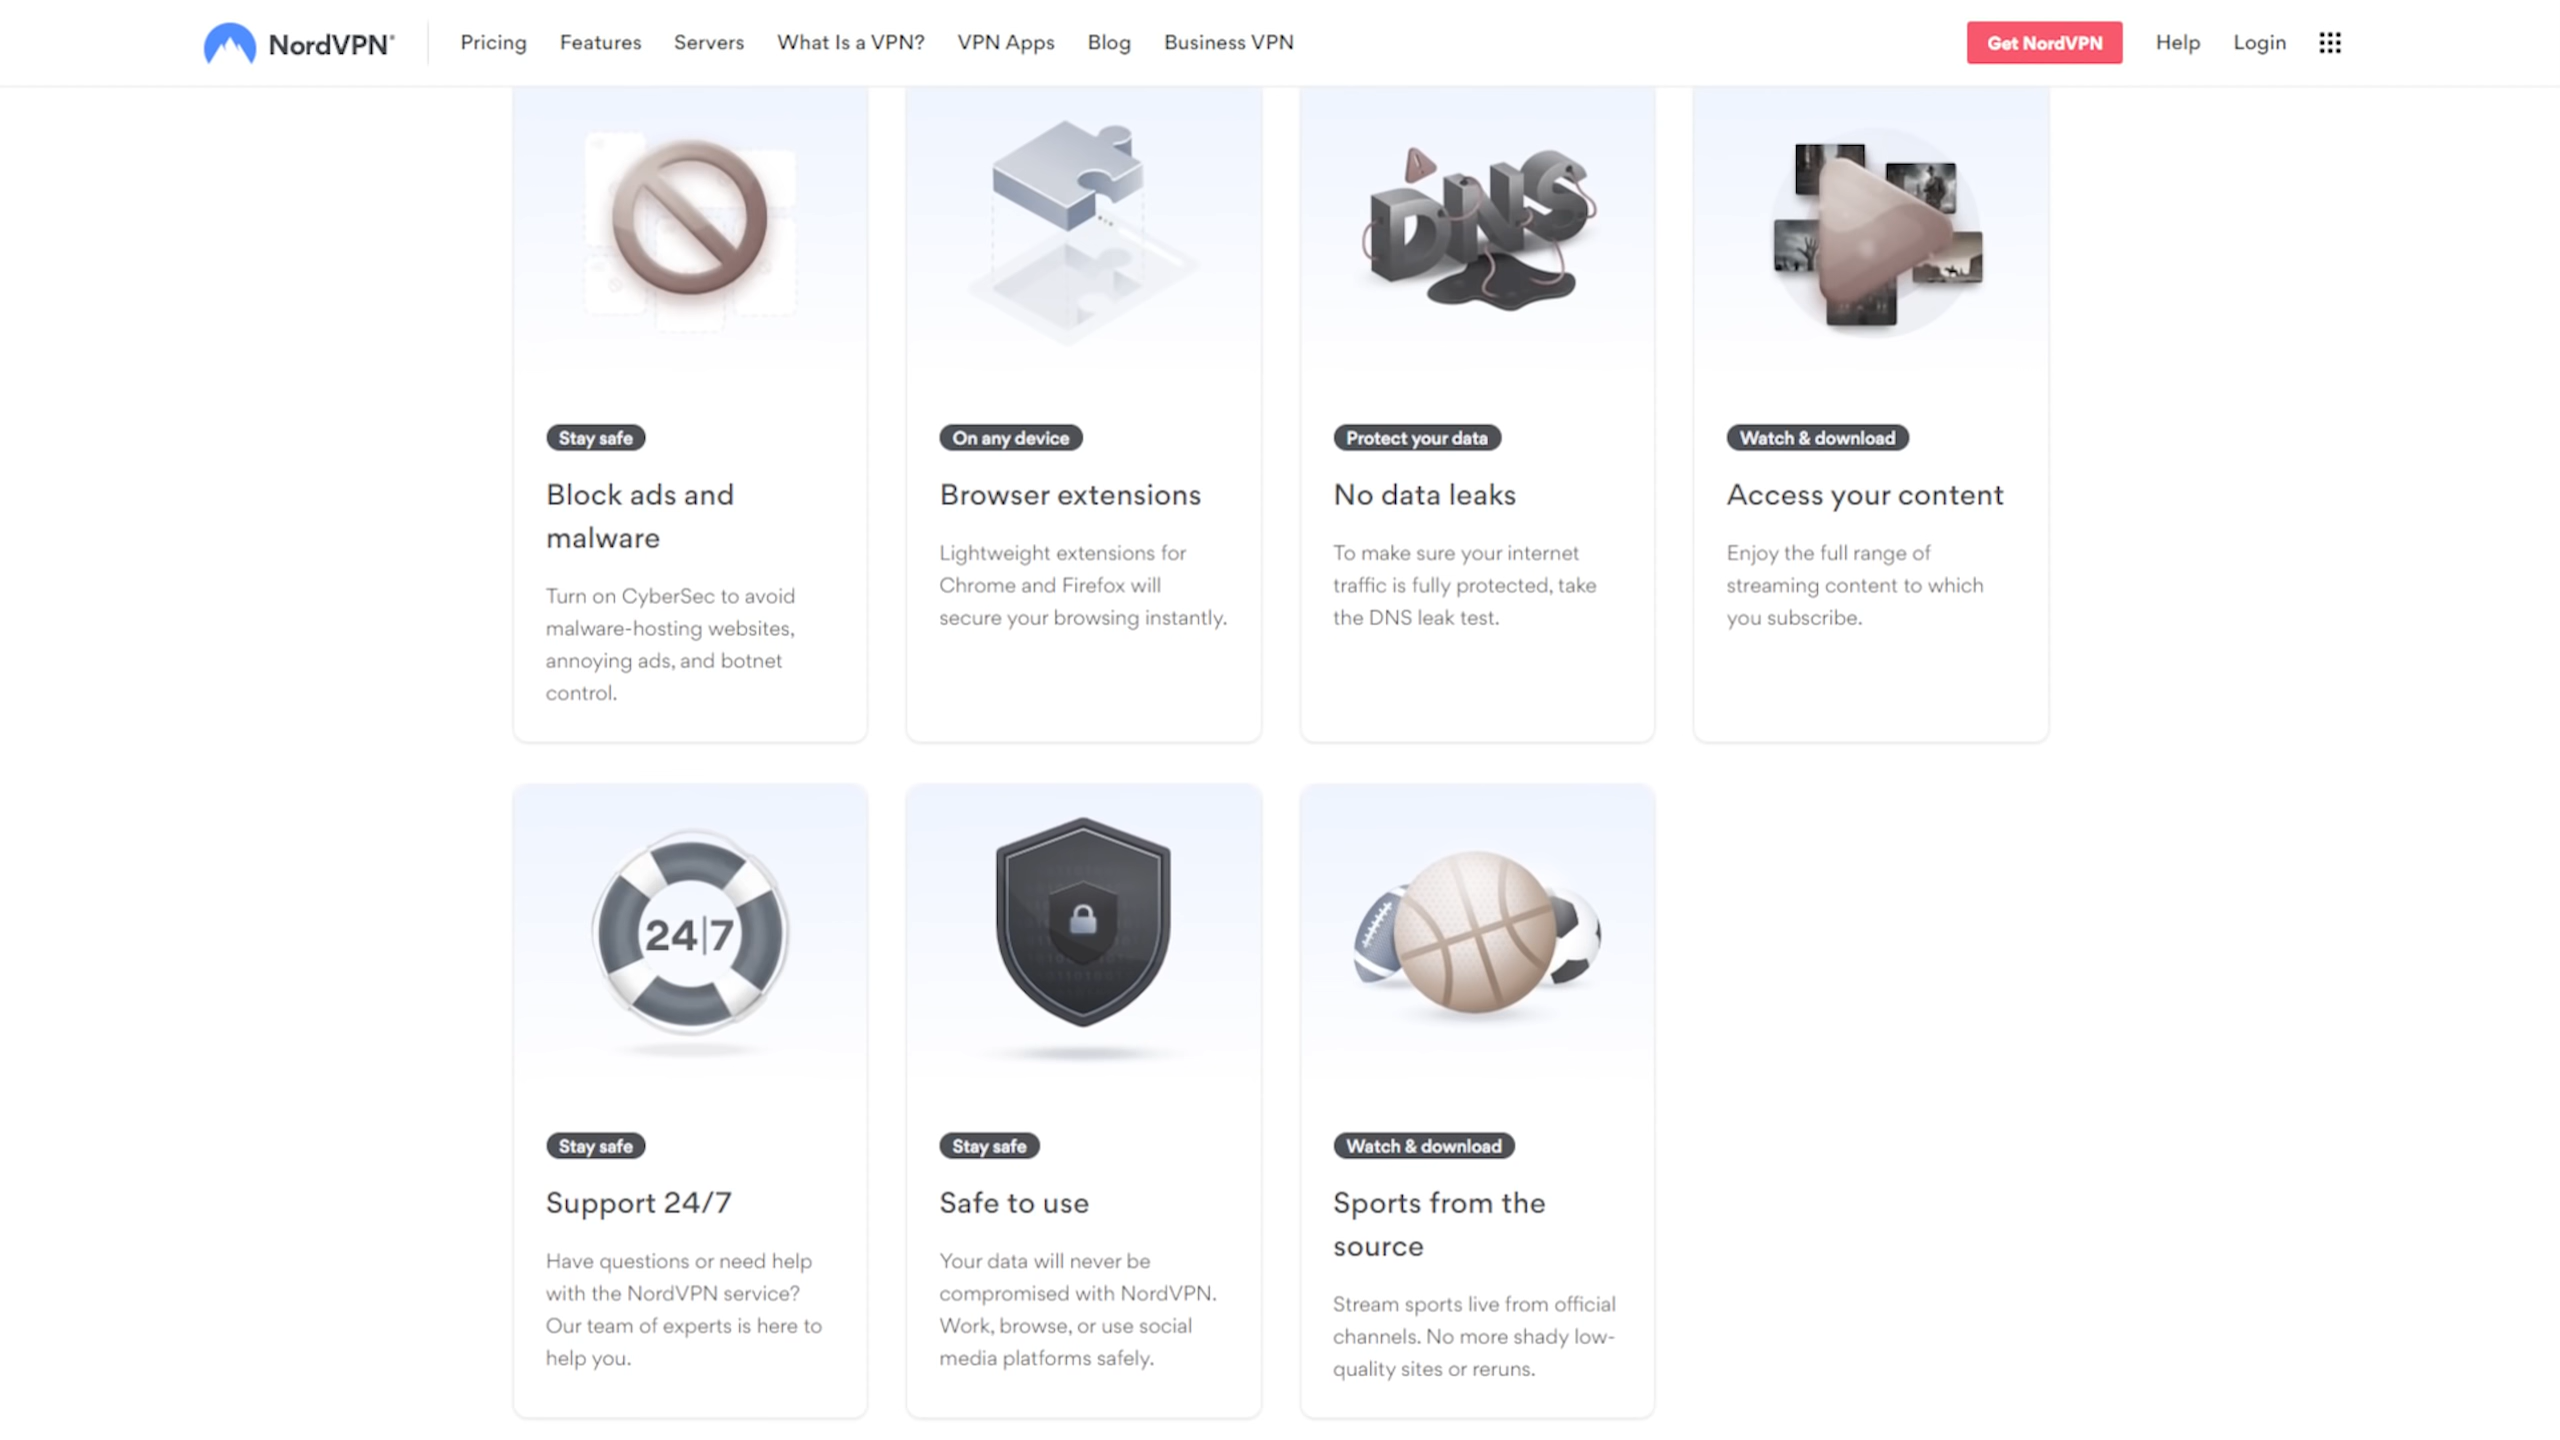 NordVPN®
Pricing
Features
Servers
What Is a VPN?
VPN Apps
Blog
Business VPN
Get NordVPN
Help
Login
DNS
Stay safe
Block ads and
malware
Turn on CyberSec to avoid
malware-hosting websites,
annoying ads, and botnet
control.
On any device
Browser extensions
Lightweight extensions for
Chrome and Firefox will
secure your browsing instantly.
Protect your data
No data leaks
To make sure your internet
traffic is fully protected, take
the DNS leak test.
Watch & download
Access your content
Enjoy the full range of
streaming content to which
you subscribe.
24|7
Stay safe
Support 24/7
Have questions or need help
with the NordVPN service?
Our team of experts is here to
help you.
Stay safe
Safe to use
Your data will never be
compromised with NordVPN.
Work, browse, or use social
media platforms safely.
Watch & download
Sports from the
source
Stream sports live from official
channels. No more shady low-
quality sites or reruns.